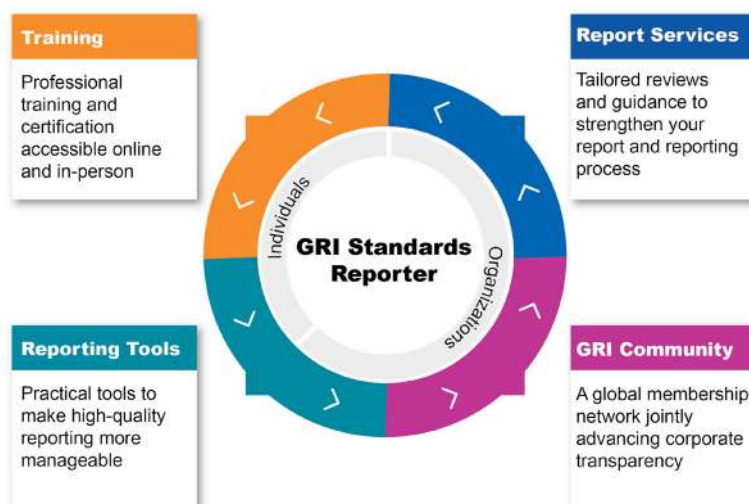 Training
Professional
training and
certification
accessible online
and in-person
Report Services
Tailored reviews
and guidance to
strengthen your
report and reporting
process
Individuals
GRI Standards
Reporter
Organizations
Reporting Tools
Practical tools to
make high-quality
reporting more
manageable
GRI Community
A global membership
network jointly
advancing corporate
transparency